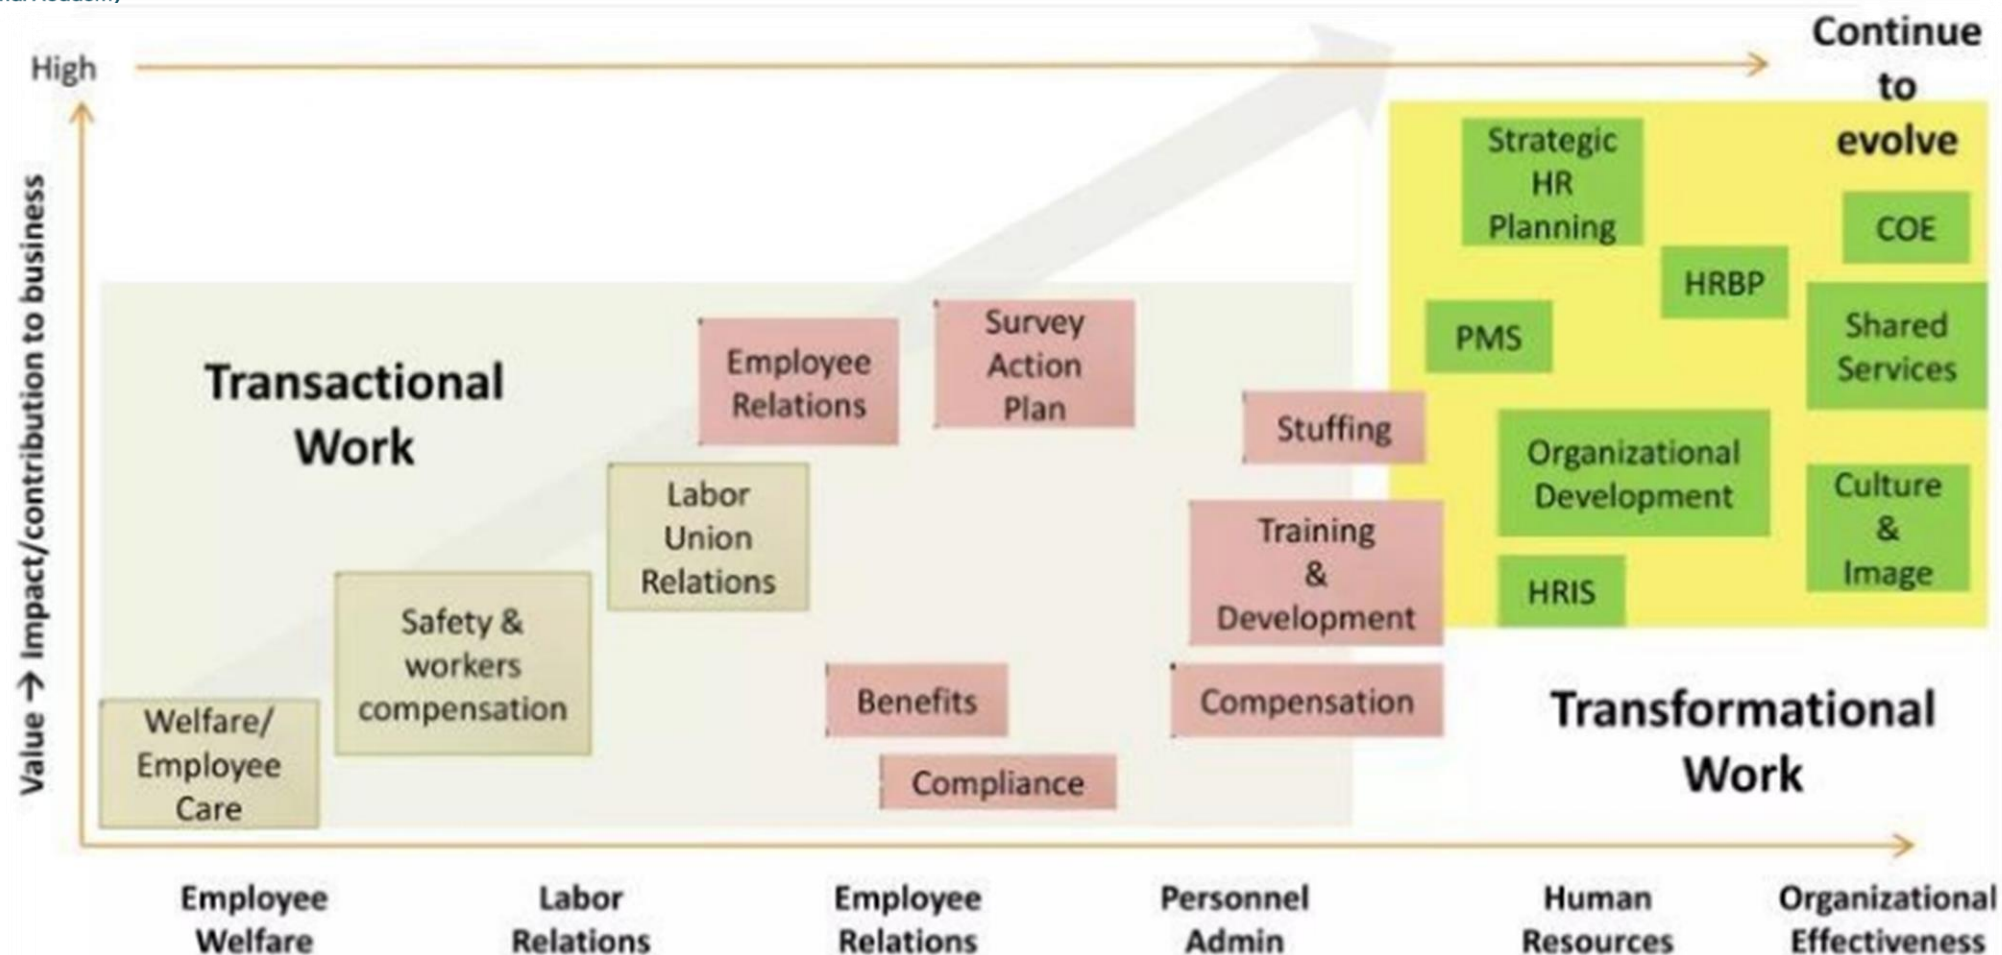 Continue
to
evolve
High
Value → Impact/contribution to business
Strategic
HR
Planning
COE
HRBP
PMS
Shared
Services
Transactional
Work
Employee
Relations
Survey
Action
Plan
Stuffing
Organizational
Development
Culture
&
Image
HRIS
Labor
Union
Relations
Training
&
Development
Safety &
workers
compensation
Benefits
Compensation
Compliance
Welfare/
Employee
Care
Transformational
Work
Employee
Welfare
Labor
Relations
Employee
Relations
Personnel
Admin
Human
Resources
Organizational
Effectiveness